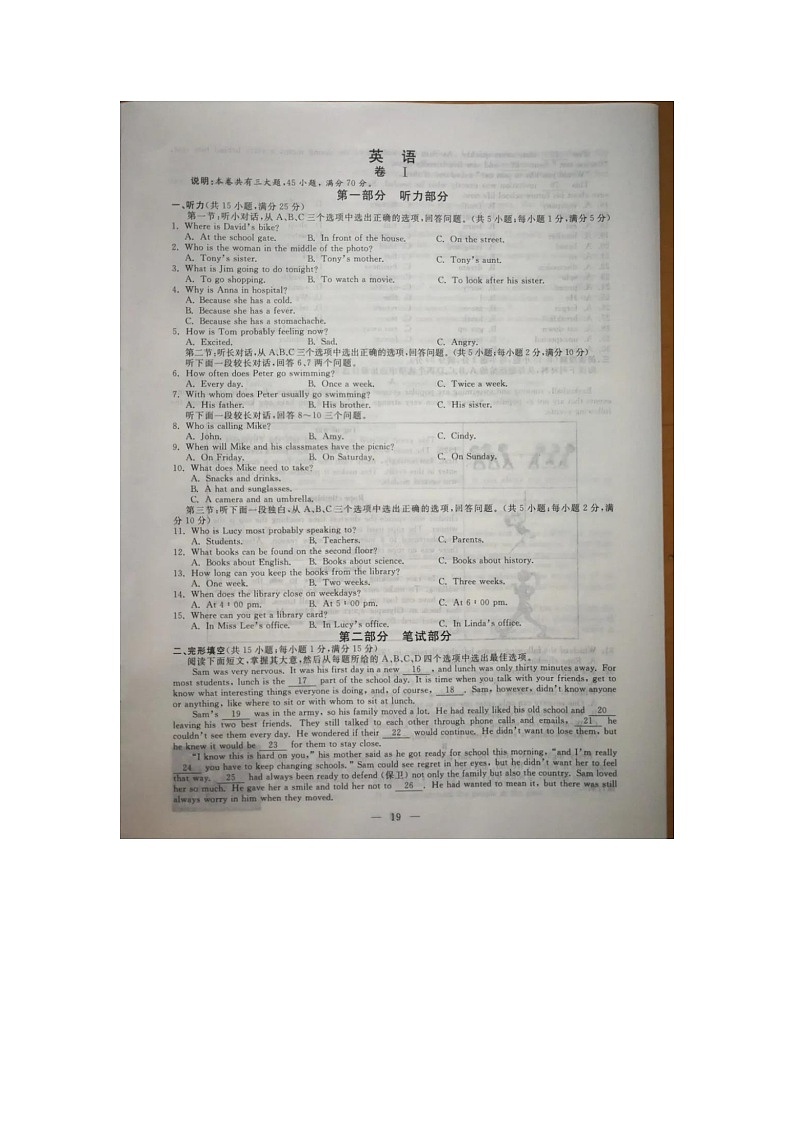 英 语
卷 Ⅰ
说明:本卷共有三大题,45小题,满分70分。
第一部分 听力部分
一、听力(共15小题,满分25分)
第一节:听小对话,从A、B、C三个选项中选出正确的选项,回答问题。(共5小题;每小题1分,满分5分)
1. Where is David's bike?
A. At the school gate. B. In front of the house. C. On the street.
2. Who is the woman in the middle of the photo?
A. Tony's sister. B. Tony's mother. C. Tony's aunt.
3. What is Jim going to do tonight?
A. To go shopping. B. To watch a movie. C. To look after his sister.
4. Why is Anna in hospital?
A. Because she has a cold.
B. Because she has a fever.
C. Because she has a stomachache.
5. How is Tom probably feeling now?
A. Excited. B. Sad. C. Angry.
第二节:听长对话,从A、B、C三个选项中选出正确的选项,回答问题。(共5小题;每小题2分,满分10分)
听下面一段较长对话,回答6、7两个问题。
6. How often does Peter go swimming?
A. Every day. B. Once a week. C. Twice a week.
7. With whom does Peter usually go swimming?
A. His father. B. His brother. C. His sister.
听下面一段较长对话,回答8~10三个问题。
8. Who is calling Mike?
A. John. B. Amy. C. Cindy.
9. When will Mike and his classmates have the picnic?
A. On Friday. B. On Saturday. C. On Sunday.
10. What does Mike need to take?
A. Snacks and drinks.
B. A hat and sunglasses.
C. A camera and an umbrella.
第三节:听下面一段独白,从A、B、C三个选项中选出正确的选项,回答问题。(共5小题;每小题2分,满
分10分)
11. Who is Lucy most probably speaking to?
A. Students. B. Teachers. C. Parents.
12. What books can be found on the second floor?
A. Books about English. B. Books about science. C. Books about history.
13. How long can you keep the books from the library?
A. One week. B. Two weeks. C. Three weeks.
14. When does the library close on weekdays?
A. At 4:00 pm. B. At 5:00 pm. C. At 6:00 pm.
15. Where can you get a library card?
A. In Miss Lee's office. B. In Lucy's office. C. In Linda's office.
第二部分 笔试部分
二、完形填空(共15小题;每小题1分,满分15分)
阅读下面短文,掌握其大意,然后从每题所给的A、B、C、D四个选项中选出最佳选项。
Sam was very nervous. It was his first day in a new 16 , and lunch was only thirty minutes away. For
most students, lunch is the 17 part of the school day. It is time when you talk with your friends, get to
know what interesting things everyone is doing, and, of course, 18 . Sam, however, didn't know anyone
or anything, like where to sit or with whom to sit at lunch.
Sam's 19 was in the army, so his family moved a lot. He had really liked his old school and 20
leaving his two best friends. They still talked to each other through phone calls and emails, 21 he
couldn't see them every day. He wondered if their 22 would continue. He didn't want to lose them, but
he knew it would be 23 for them to stay close.
"I know this is hard on you," his mother said as he got ready for school this morning, "and I'm really
24 you have to keep changing schools." Sam could see regret in her eyes, but he didn't want her to feel
that way. 25 had always been ready to defend (保卫) not only the family but also the country. Sam loved
her so much. He gave her a smile and told her not to 26 . He had wanted to mean it, but there was still
always worry in him when they moved.
— 19 —